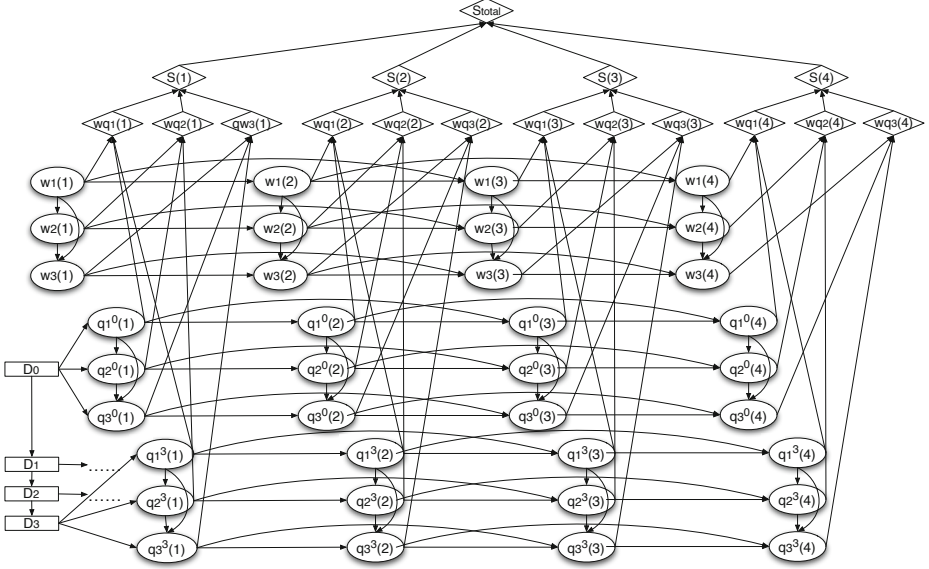 Stotal
S(1) S(2) S(3) S(4)
wq1(1) wq2(1) qw3(1) wq1(2) wq2(2) wq3(2) wq1(3) wq2(3) wq3(3) wq1(4) wq2(4) wq3(4)
w1(1) w1(2) w1(3) w1(4)
w2(1) w2(2) w2(3) w2(4)
w3(1) w3(2) w3(3) w3(4)
q1⁰(1) q1⁰(2) q1⁰(3) q1⁰(4)
D0 q2⁰(1) q2⁰(2) q2⁰(3) q2⁰(4)
q3⁰(1) q3⁰(2) q3⁰(3) q3⁰(4)
q1³(1) q1³(2) q1³(3) q1³(4)
D1 ......
D2 ......
q2³(1) q2³(2) q2³(3) q2³(4)
D3
q3³(1) q3³(2) q3³(3) q3³(4)